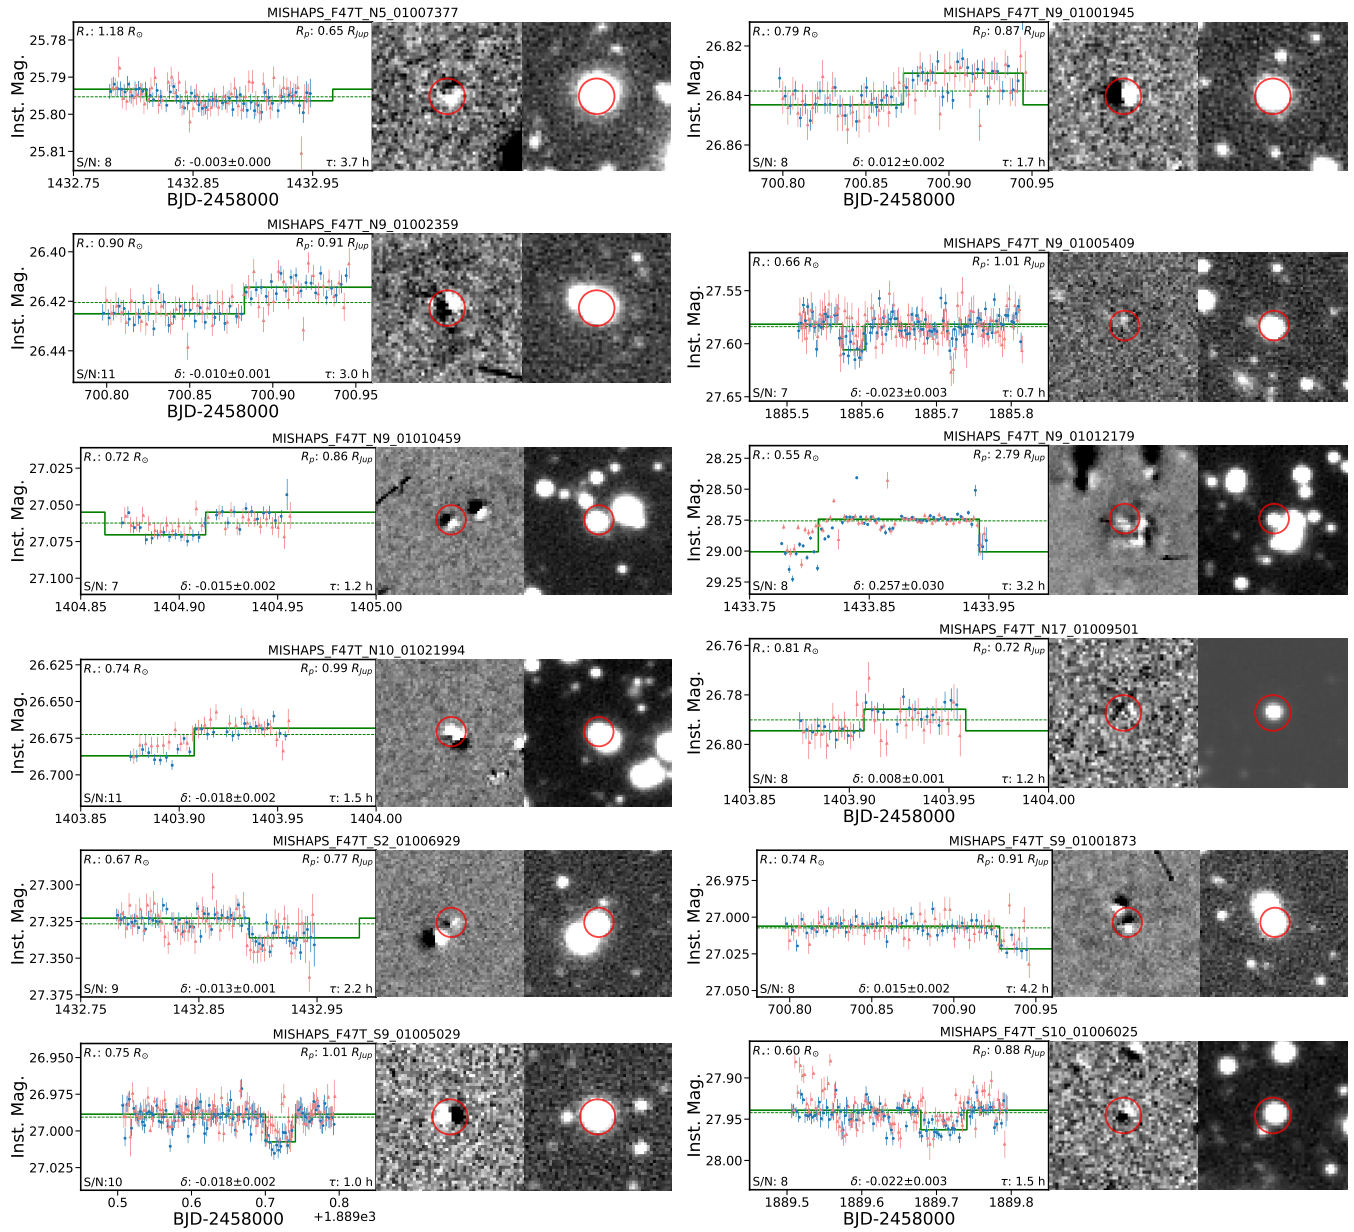 MISHAPS_F47T_N5_01007377
R⋆: 1.18 R⊙
Rp: 0.65 RJup
25.78
25.79
25.80
25.81
Inst. Mag.
S/N: 8
δ: -0.003±0.000
τ: 3.7 h
1432.75
1432.85
1432.95
BJD-2458000
MISHAPS_F47T_N9_01001945
R⋆: 0.79 R⊙
Rp: 0.87 RJup
26.82
26.84
26.86
Inst. Mag.
S/N: 8
δ: 0.012±0.002
τ: 1.7 h
700.80
700.85
700.90
700.95
BJD-2458000
MISHAPS_F47T_N9_01002359
R⋆: 0.90 R⊙
Rp: 0.91 RJup
26.40
26.42
26.44
Inst. Mag.
S/N:11
δ: -0.010±0.001
τ: 3.0 h
700.80
700.85
700.90
700.95
BJD-2458000
MISHAPS_F47T_N9_01005409
R⋆: 0.66 R⊙
Rp: 1.01 RJup
27.55
27.60
27.65
Inst. Mag.
S/N: 7
δ: -0.023±0.003
τ: 0.7 h
1885.5
1885.6
1885.7
1885.8
MISHAPS_F47T_N9_01010459
R⋆: 0.72 R⊙
Rp: 0.86 RJup
27.025
27.050
27.075
27.100
Inst. Mag.
S/N: 7
δ: -0.015±0.002
τ: 1.2 h
1404.85
1404.90
1404.95
1405.00
MISHAPS_F47T_N9_01012179
R⋆: 0.55 R⊙
Rp: 2.79 RJup
28.25
28.50
28.75
29.00
29.25
Inst. Mag.
S/N: 8
δ: 0.257±0.030
τ: 3.2 h
1433.75
1433.85
1433.95
MISHAPS_F47T_N10_01021994
R⋆: 0.74 R⊙
Rp: 0.99 RJup
26.625
26.650
26.675
26.700
Inst. Mag.
S/N:11
δ: -0.018±0.002
τ: 1.5 h
1403.85
1403.90
1403.95
1404.00
MISHAPS_F47T_N17_01009501
R⋆: 0.81 R⊙
Rp: 0.72 RJup
26.76
26.78
26.80
Inst. Mag.
S/N: 8
δ: 0.008±0.001
τ: 1.2 h
1403.85
1403.90
1403.95
1404.00
BJD-2458000
MISHAPS_F47T_S2_01006929
R⋆: 0.67 R⊙
Rp: 0.77 RJup
27.300
27.325
27.350
27.375
Inst. Mag.
S/N: 9
δ: -0.013±0.001
τ: 2.2 h
1432.75
1432.85
1432.95
MISHAPS_F47T_S9_01001873
R⋆: 0.74 R⊙
Rp: 0.91 RJup
26.975
27.000
27.025
27.050
Inst. Mag.
S/N: 8
δ: 0.015±0.002
τ: 4.2 h
700.80
700.85
700.90
700.95
MISHAPS_F47T_S9_01005029
R⋆: 0.75 R⊙
Rp: 1.01 RJup
26.950
26.975
27.000
27.025
Inst. Mag.
S/N:10
δ: -0.018±0.002
τ: 1.0 h
0.5
0.6
0.7
0.8
BJD-2458000
+1.889e3
MISHAPS_F47T_S10_01006025
R⋆: 0.60 R⊙
Rp: 0.88 RJup
27.90
27.95
28.00
Inst. Mag.
S/N: 8
δ: -0.022±0.003
τ: 1.5 h
1889.5
1889.6
1889.7
1889.8
BJD-2458000